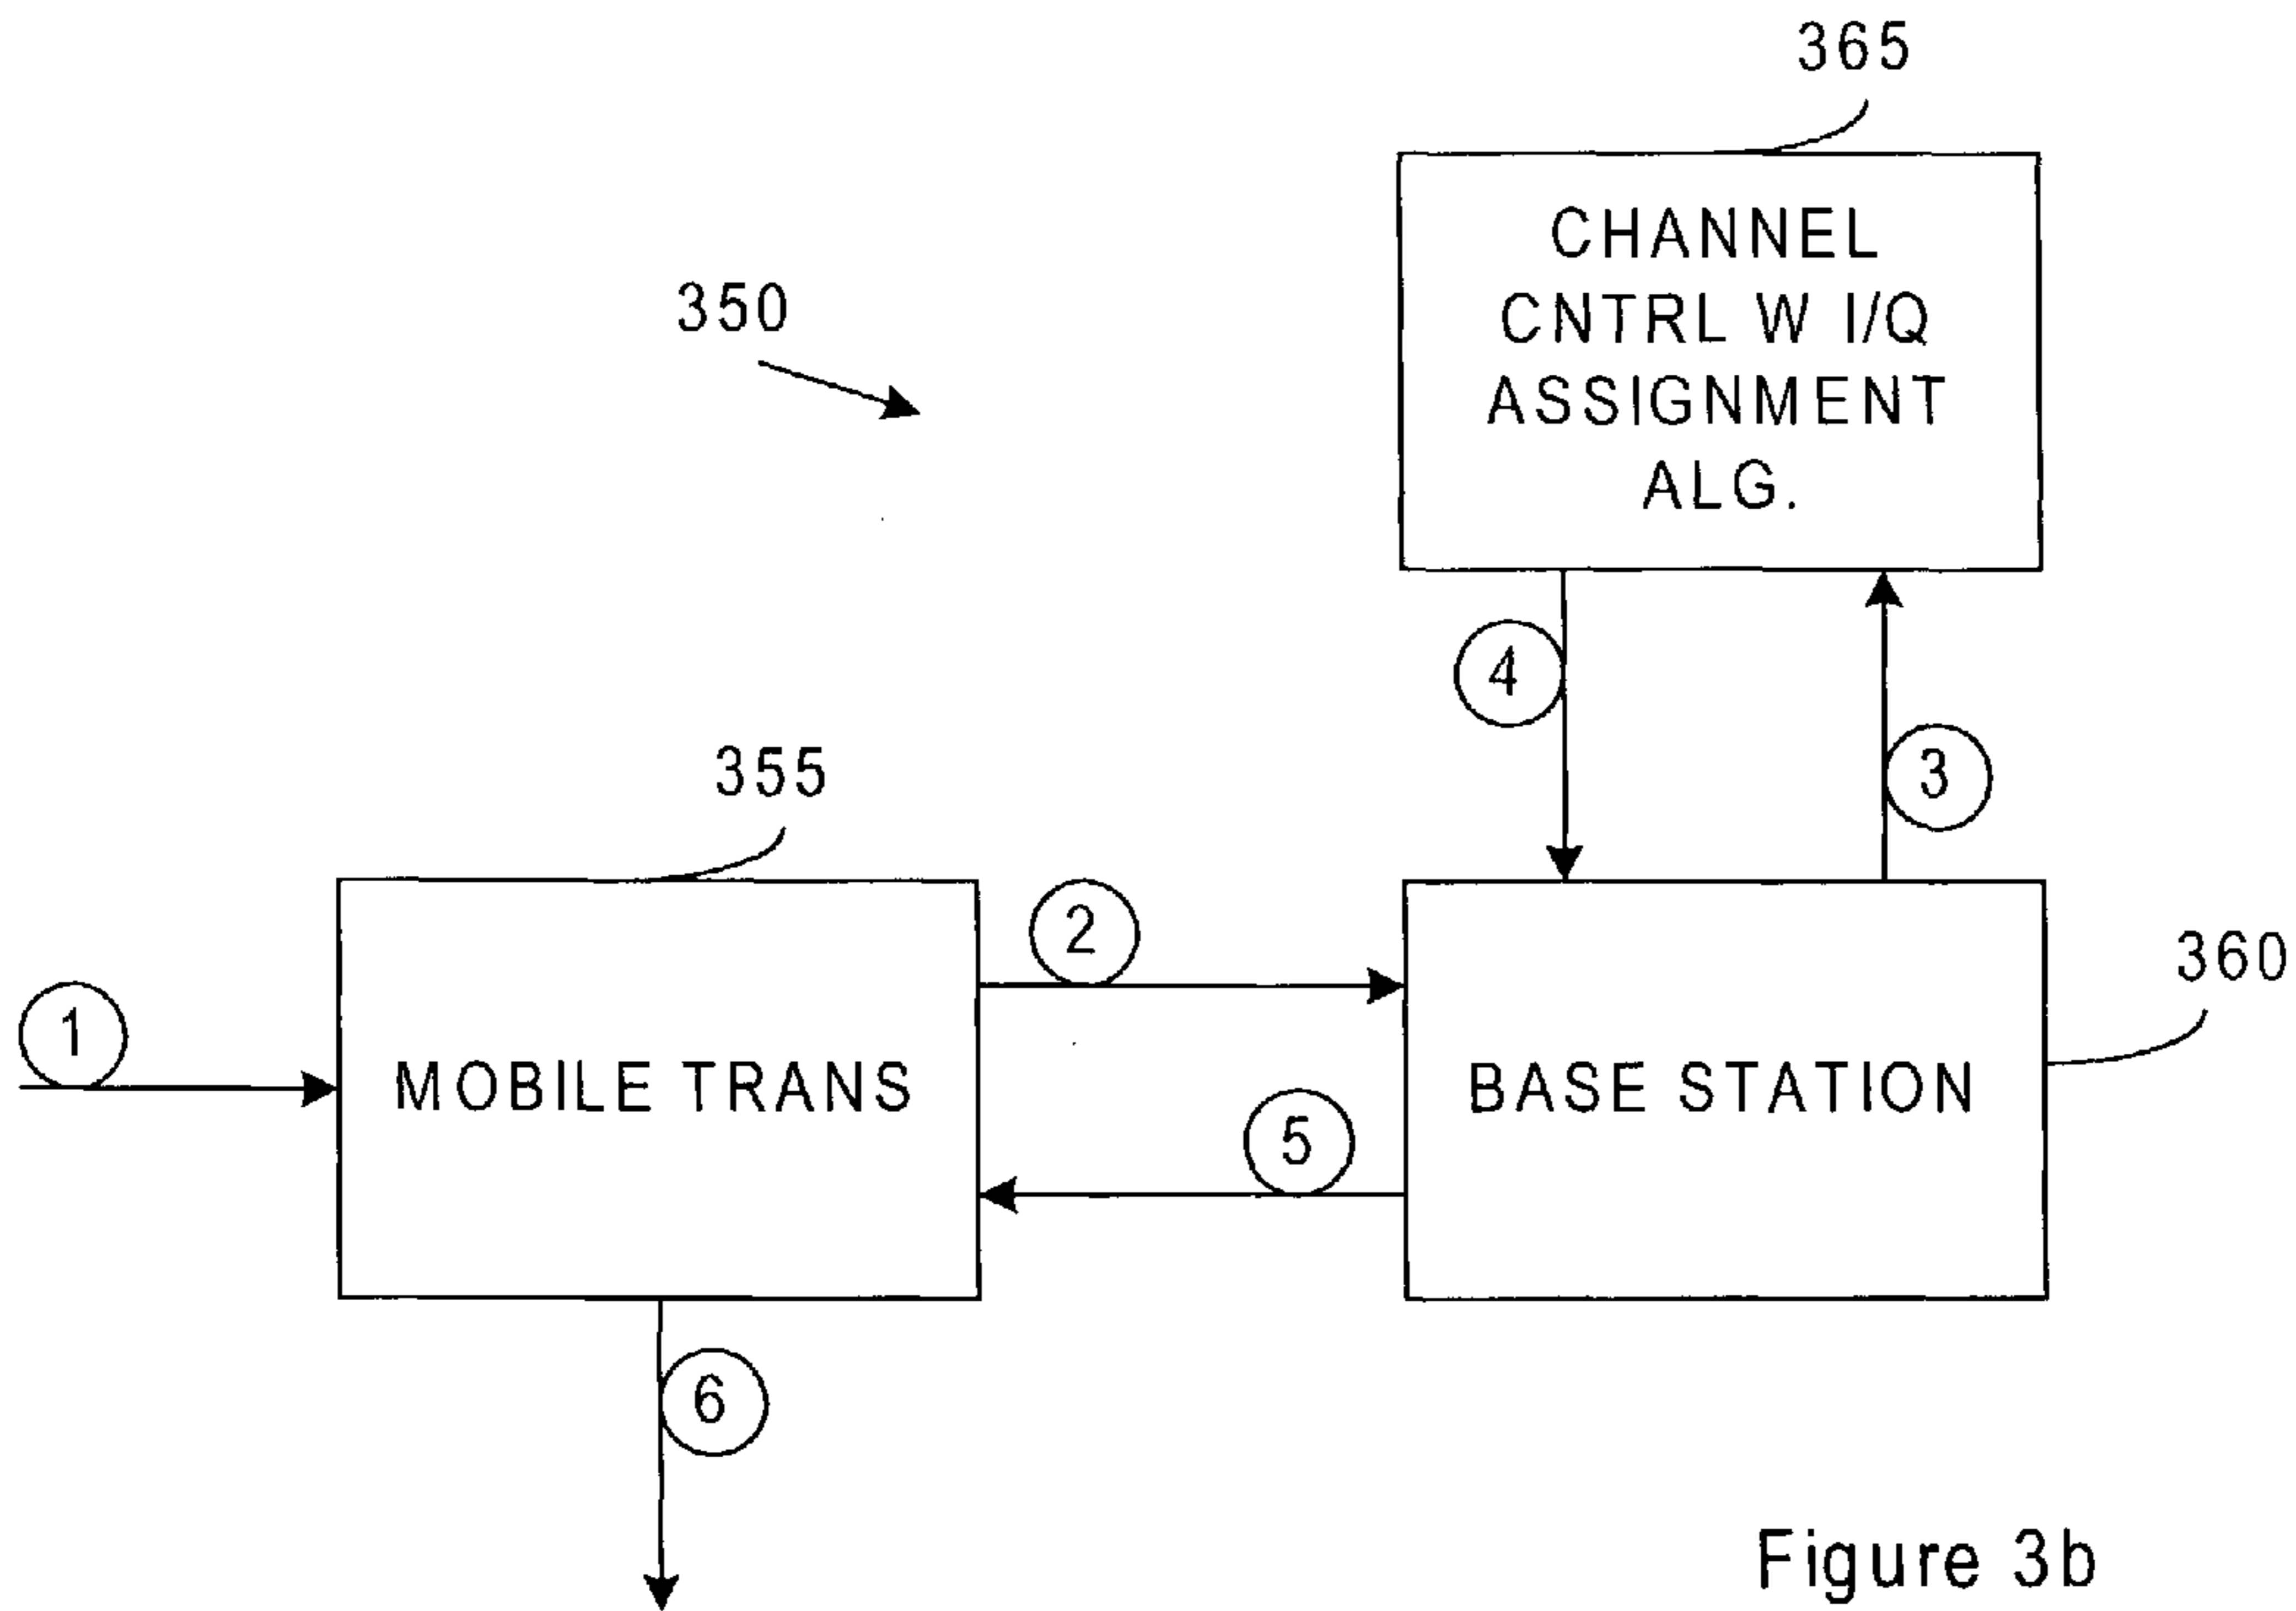 365
CHANNEL
CNTRL W I/Q
ASSIGNMENT
ALG.
350
4
3
355
2
360
1
MOBILE TRANS
BASE STATION
5
6
Figure 3b